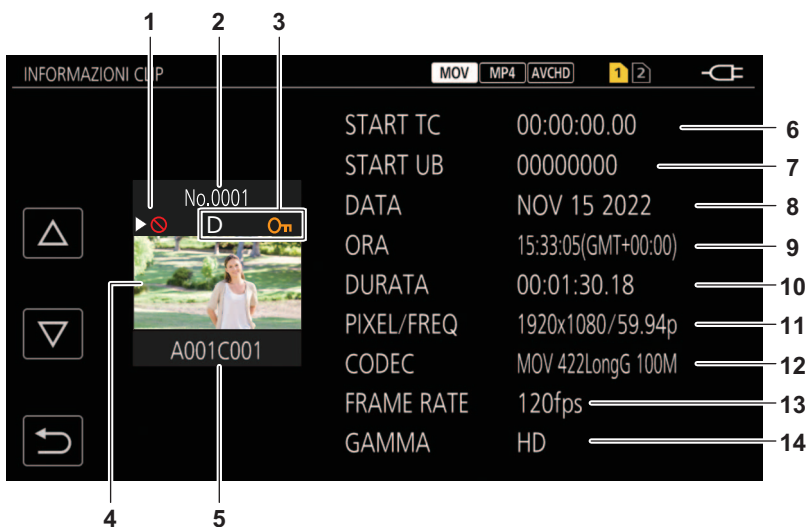 1 2 3
INFORMAZIONI CLIP MOV MP4 AVCHD 1 2
START TC 00:00:00.00 6
START UB 00000000 7
No.0001
DATA NOV 15 2022 8
D
ORA 15:33:05(GMT+00:00) 9
DURATA 00:01:30.18 10
PIXEL/FREQ 1920x1080/59.94p 11
A001C001
CODEC MOV 422LongG 100M 12
FRAME RATE 120fps 13
GAMMA HD 14
4 5